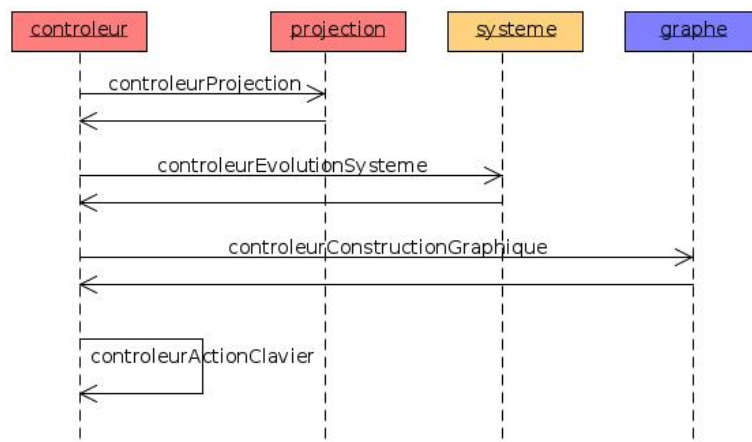 controleur projection systeme graphe
controleurProjection
controleurEvolutionSysteme
controleurConstructionGraphique
controleurActionClavier